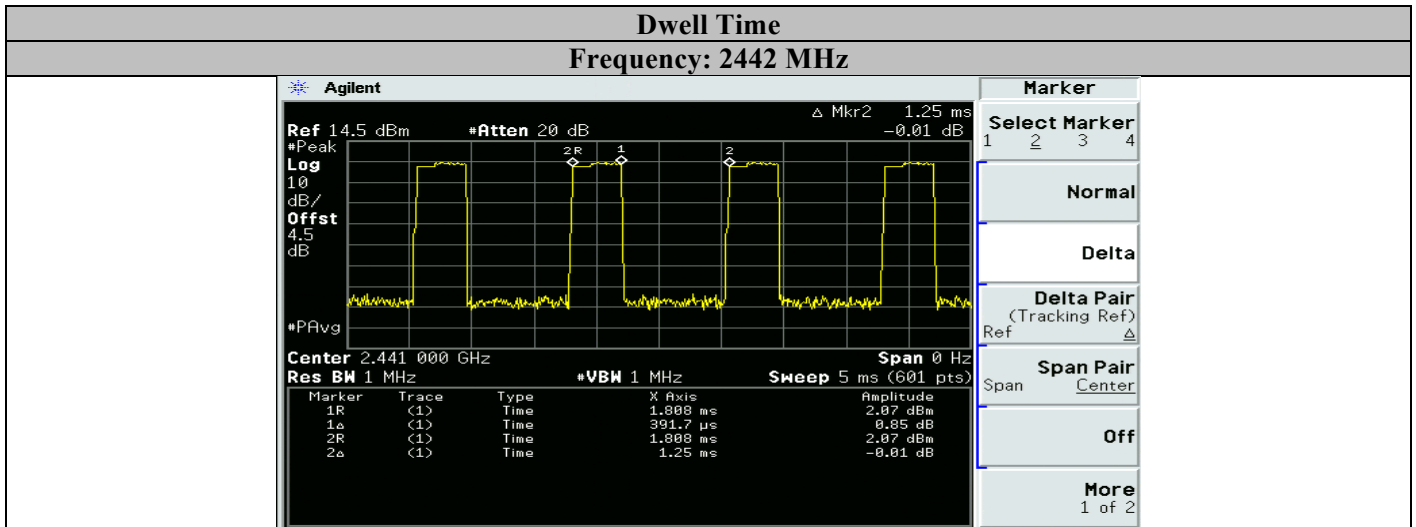 Dwell Time
Frequency: 2442 MHz
Agilent
Marker
△ Mkr2 1.25 ms
Ref 14.5 dBm #Atten 20 dB -0.01 dB
#Peak
Log
10
dB/
Offst
4.5
dB
2R 1 2
#PAvg
Center 2.441 000 GHz Span 0 Hz
Res BW 1 MHz #VBW 1 MHz Sweep 5 ms (601 pts)
Marker Trace Type X Axis Amplitude
1R (1) Time 1.808 ms 2.07 dBm
1△ (1) Time 391.7 µs 0.85 dB
2R (1) Time 1.808 ms 2.07 dBm
2△ (1) Time 1.25 ms -0.01 dB
Select Marker
1 2 3 4
Normal
Delta
Delta Pair
(Tracking Ref)
Ref △
Span Pair
Span Center
Off
More
1 of 2